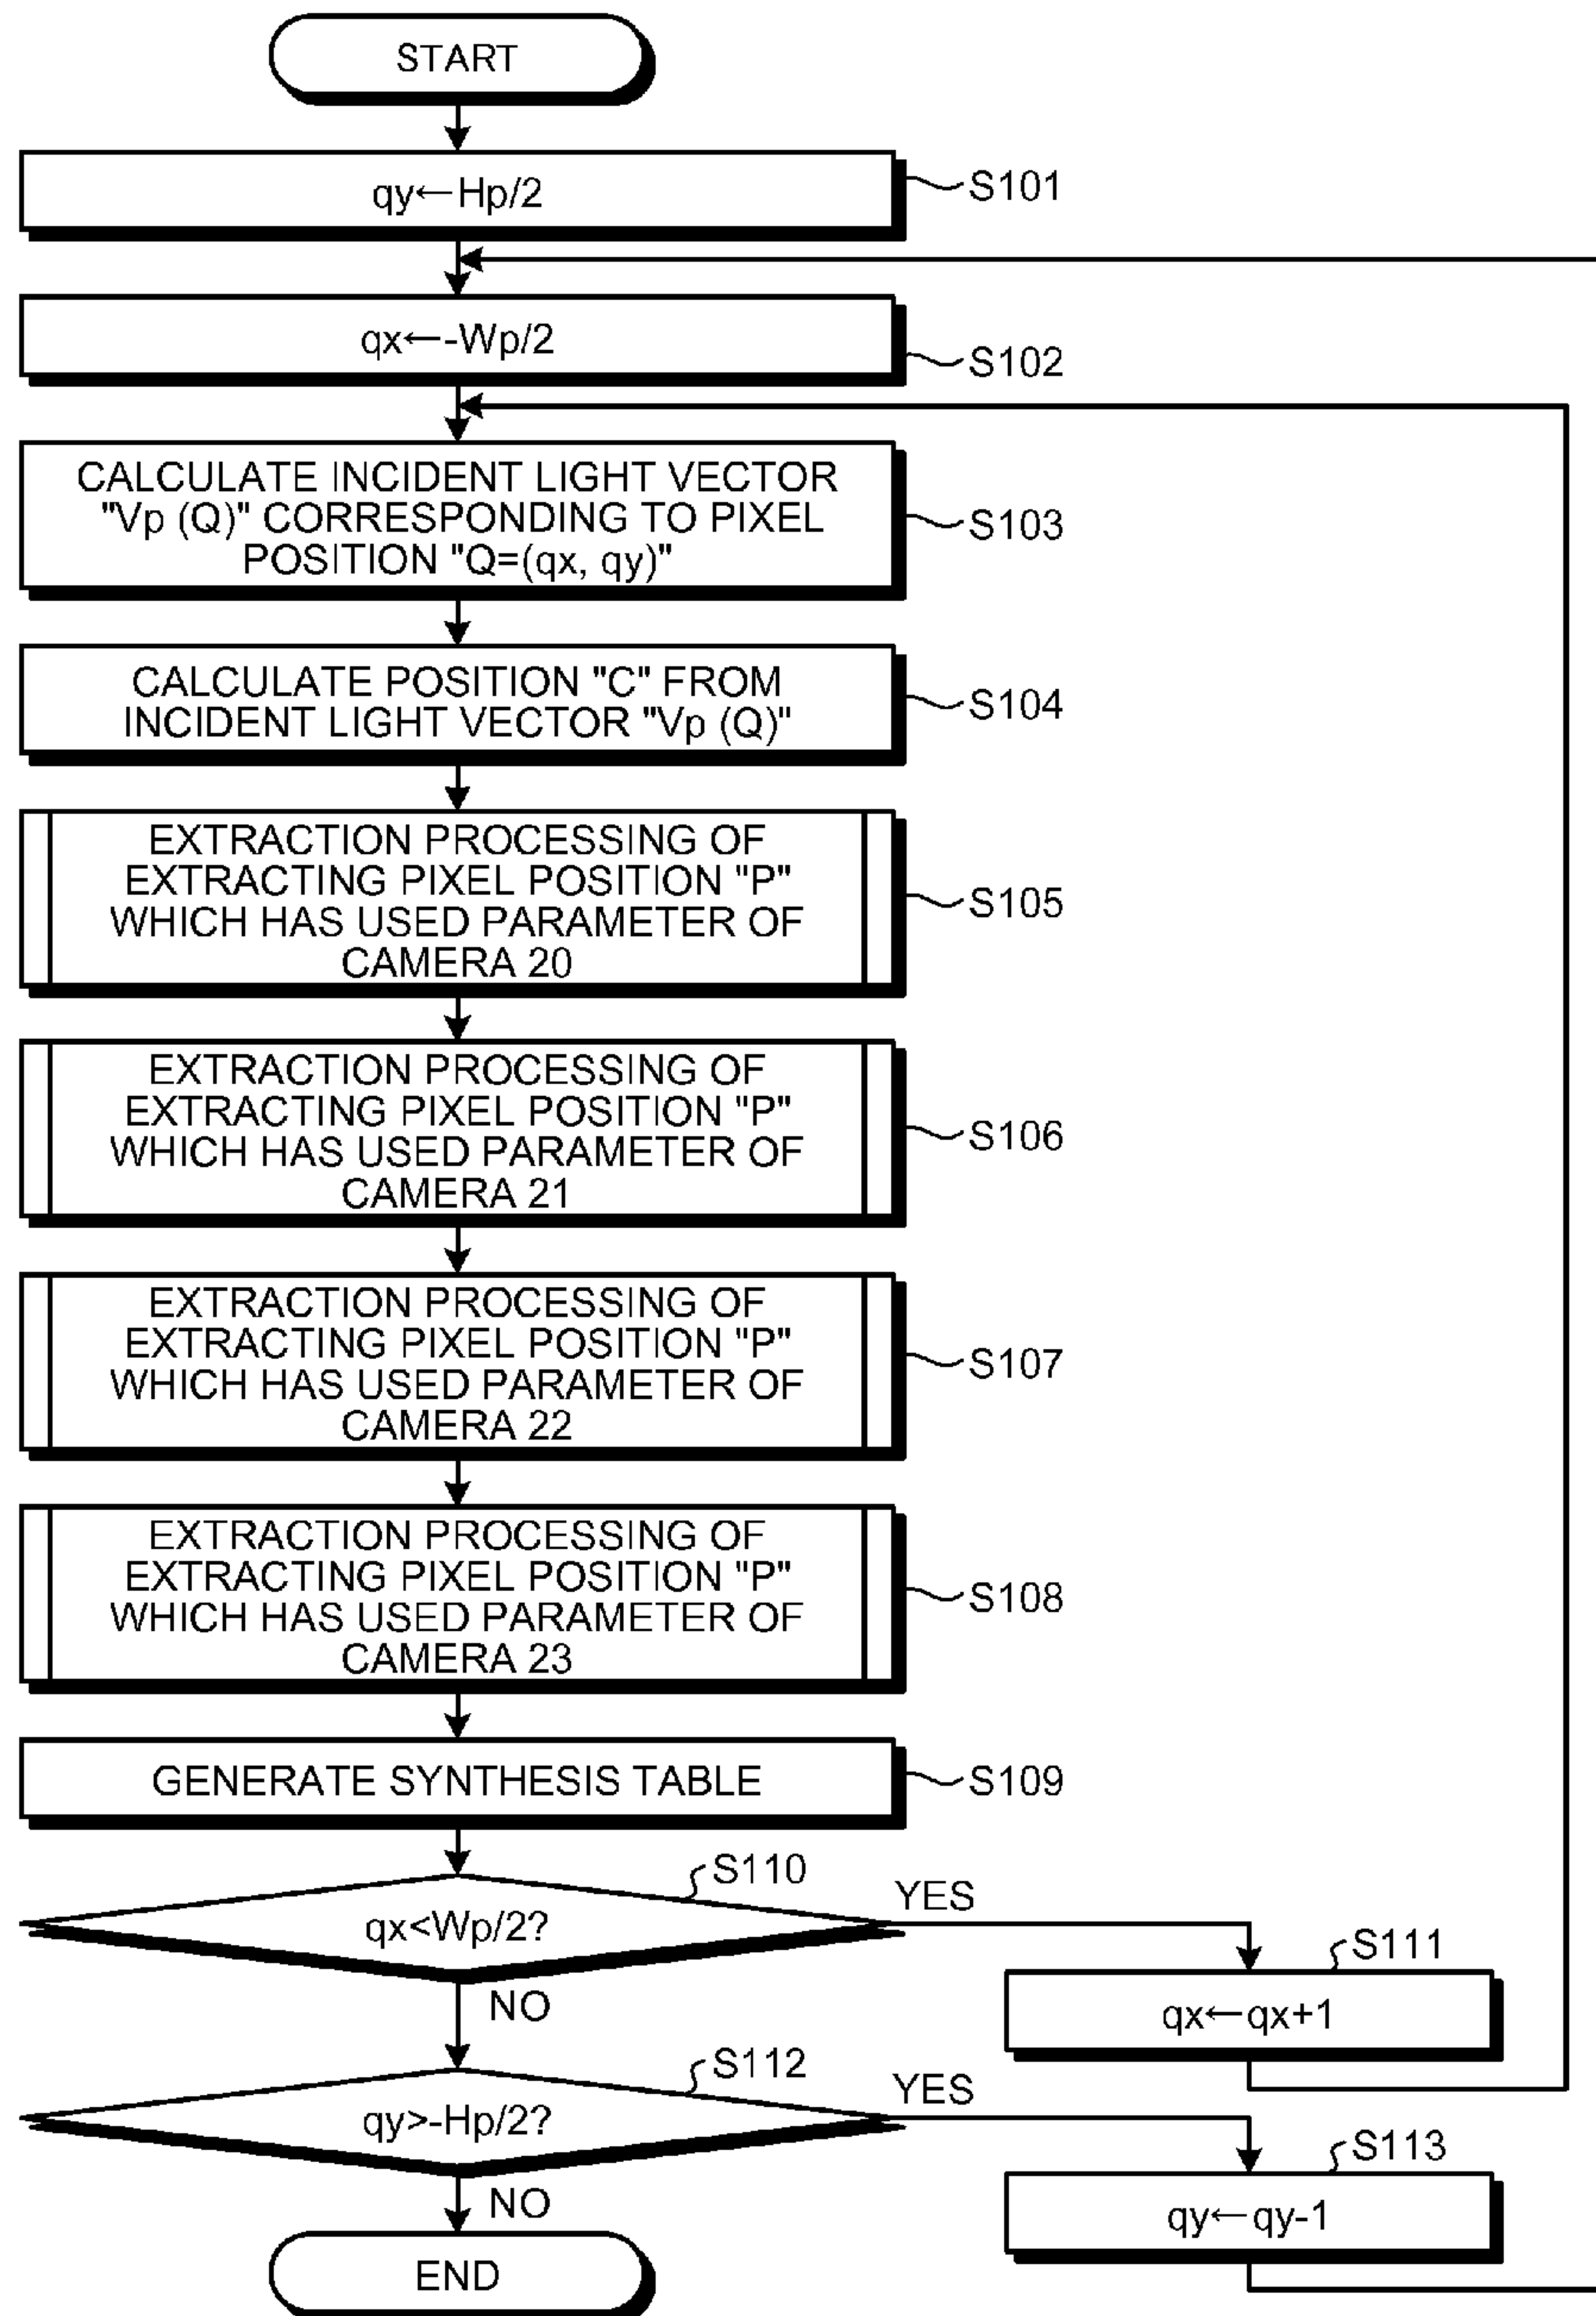 START
qy←Hp/2
S101
qx←-Wp/2
S102
CALCULATE INCIDENT LIGHT VECTOR
"Vp (Q)" CORRESPONDING TO PIXEL
POSITION "Q=(qx, qy)"
S103
CALCULATE POSITION "C" FROM
INCIDENT LIGHT VECTOR "Vp (Q)"
S104
EXTRACTION PROCESSING OF
EXTRACTING PIXEL POSITION "P"
WHICH HAS USED PARAMETER OF
CAMERA 20
S105
EXTRACTION PROCESSING OF
EXTRACTING PIXEL POSITION "P"
WHICH HAS USED PARAMETER OF
CAMERA 21
S106
EXTRACTION PROCESSING OF
EXTRACTING PIXEL POSITION "P"
WHICH HAS USED PARAMETER OF
CAMERA 22
S107
EXTRACTION PROCESSING OF
EXTRACTING PIXEL POSITION "P"
WHICH HAS USED PARAMETER OF
CAMERA 23
S108
GENERATE SYNTHESIS TABLE
S109
S110
qx<Wp/2?
YES
NO
S111
qx←qx+1
S112
qy>-Hp/2?
YES
NO
S113
qy←qy-1
END